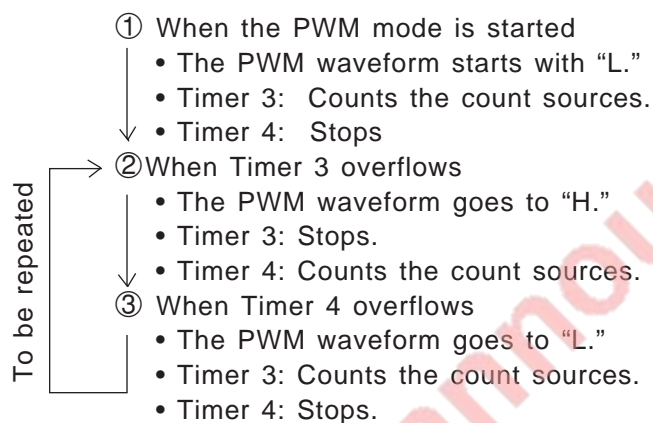 ① When the PWM mode is started
• The PWM waveform starts with “L.”
• Timer 3: Counts the count sources.
• Timer 4: Stops
②When Timer 3 overflows
• The PWM waveform goes to “H.”
• Timer 3: Stops.
• Timer 4: Counts the count sources.
③ When Timer 4 overflows
• The PWM waveform goes to “L.”
• Timer 3: Counts the count sources.
• Timer 4: Stops.
To be repeated